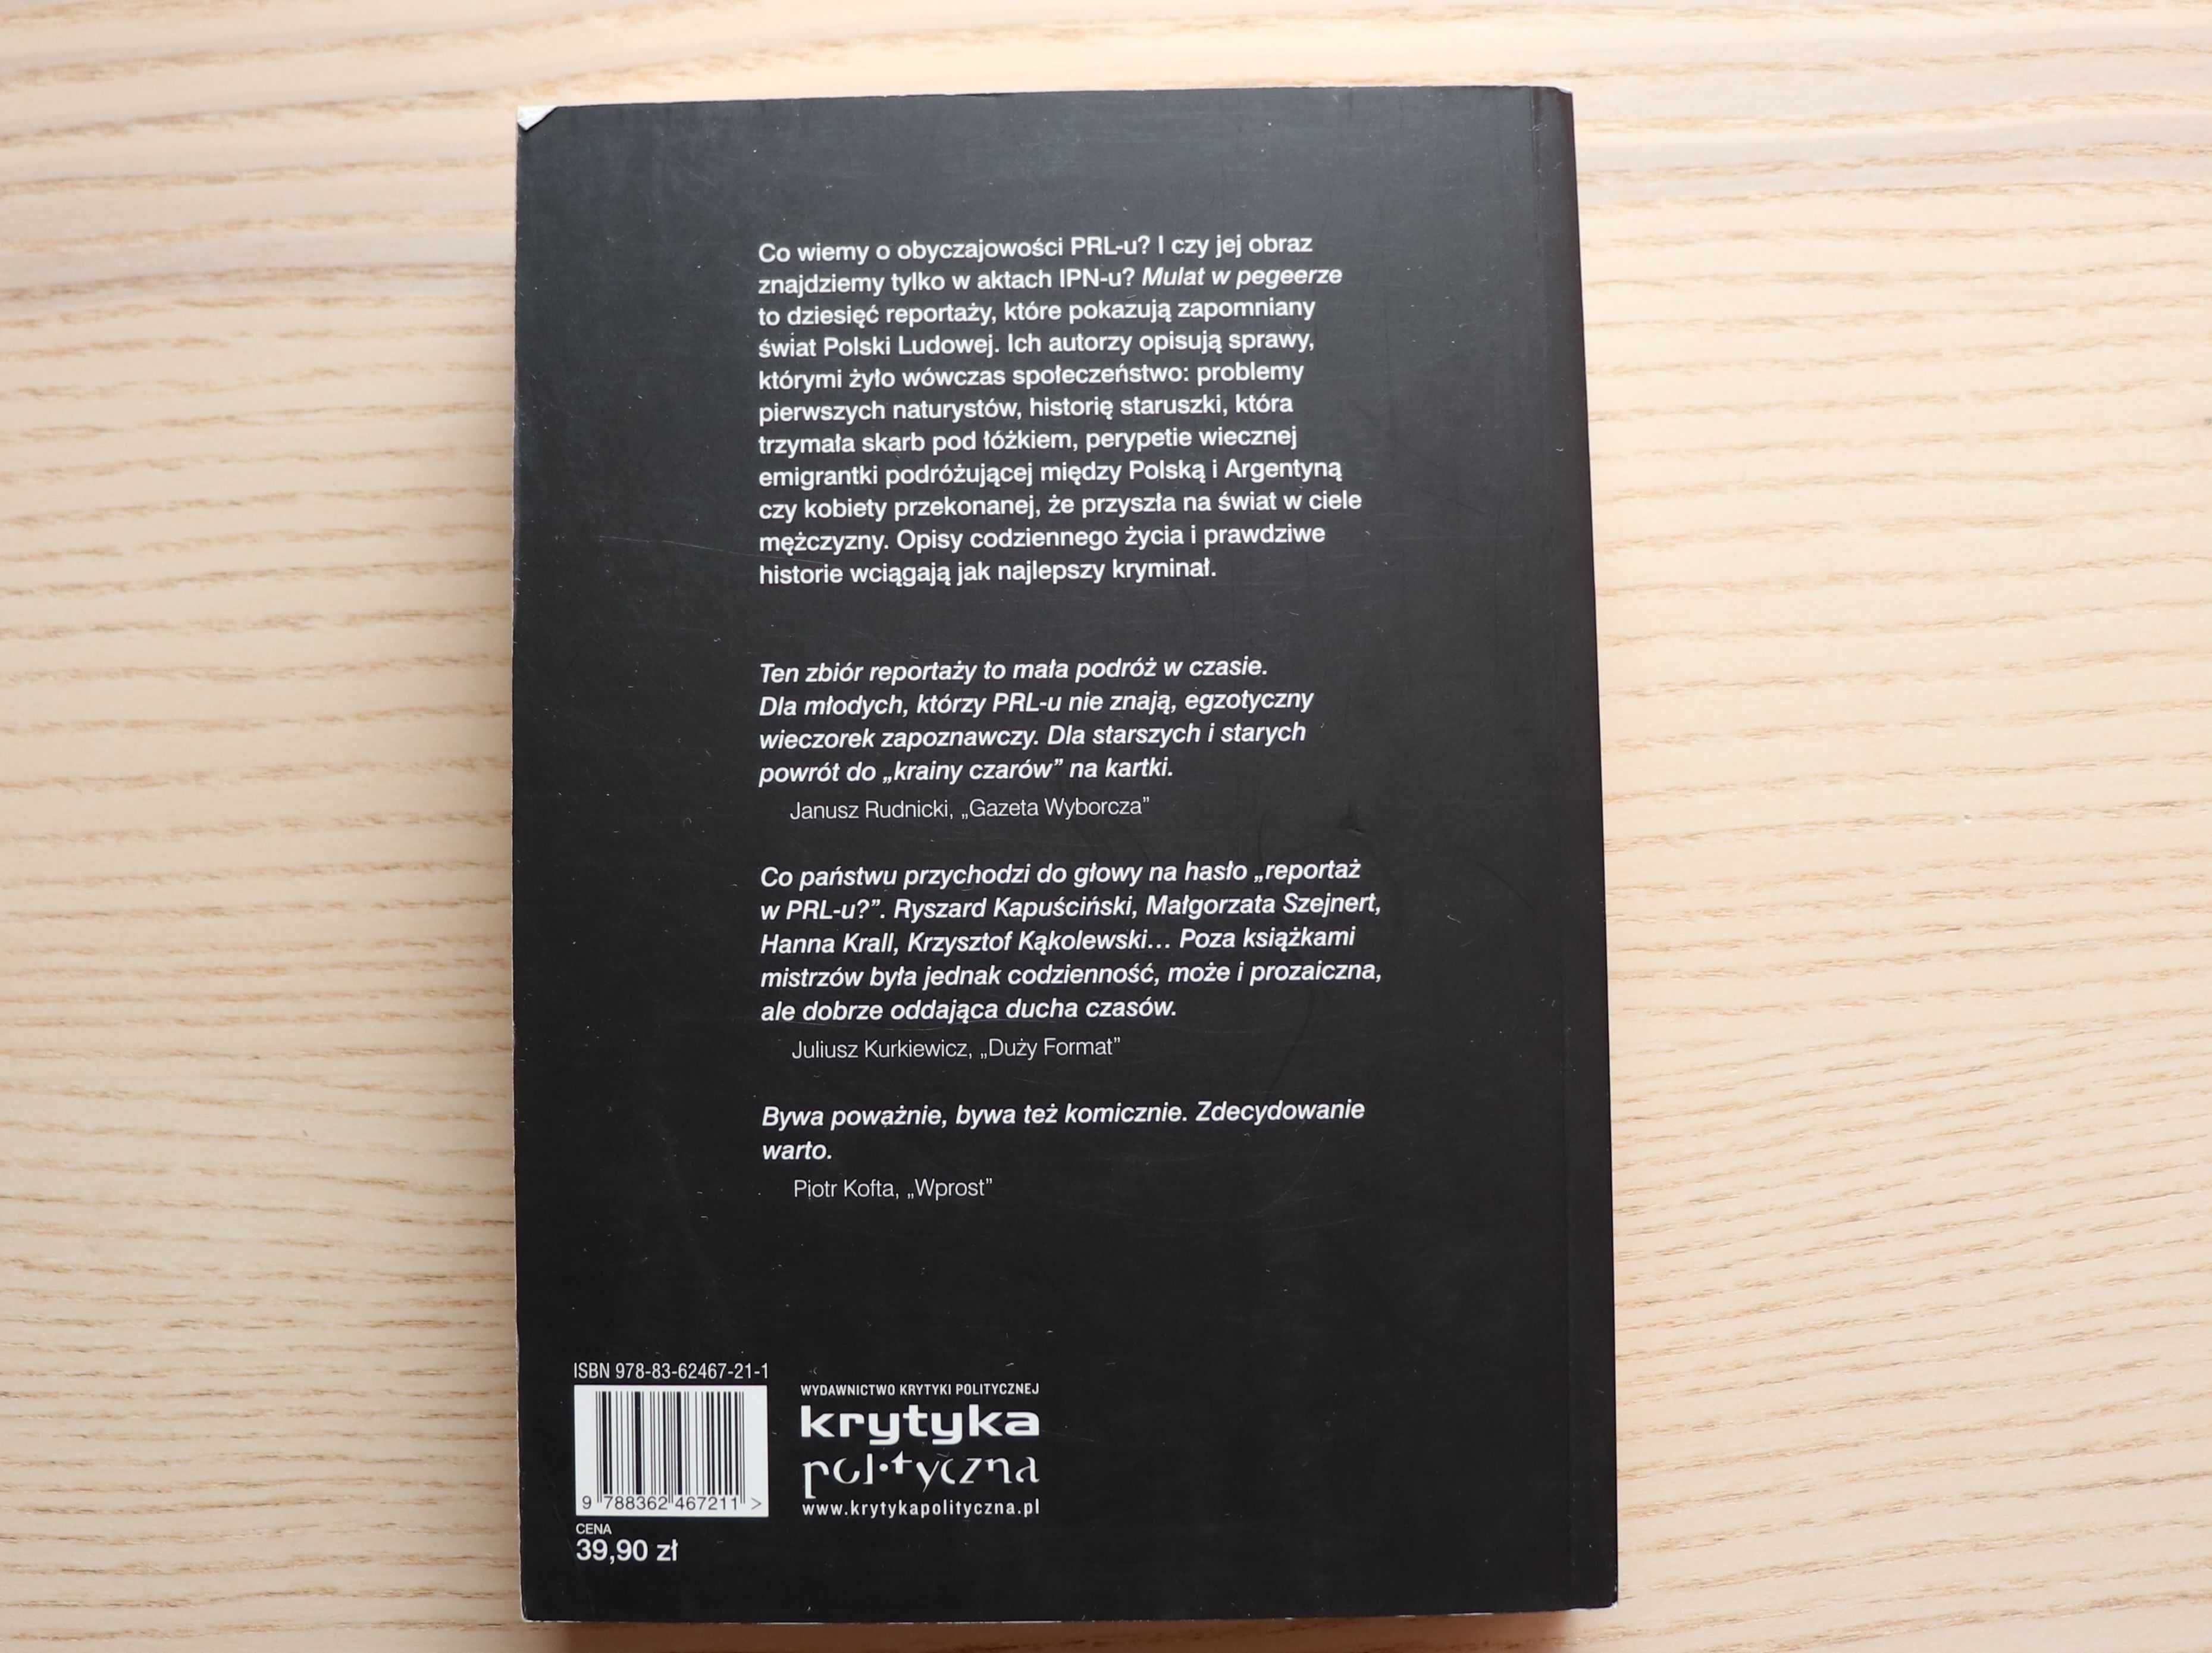 Co wiemy o obyczajowości PRL-u? I czy jej obraz
znajdziemy tylko w aktach IPN-u? Mulat w pegeerze
to dziesięć reportaży, które pokazują zapomniany
świat Polski Ludowej. Ich autorzy opisują sprawy,
którymi żyło wówczas społeczeństwo: problemy
pierwszych naturystów, historię staruszki, która
trzymała skarb pod łóżkiem, perypetie wiecznej
emigrantki podróżującej między Polską i Argentyną
czy kobiety przekonanej, że przyszła na świat w ciele
mężczyzny. Opisy codziennego życia i prawdziwe
historie wciągają jak najlepszy kryminał.
Ten zbiór reportaży to mała podróż w czasie.
Dla młodych, którzy PRL-u nie znają, egzotyczny
wieczorek zapoznawczy. Dla starszych i starych
powrót do „krainy czarów” na kartki.
Janusz Rudnicki, „Gazeta Wyborcza”
Co państwu przychodzi do głowy na hasło „reportaż
w PRL-u?”. Ryszard Kapuściński, Małgorzata Szejnert,
Hanna Krall, Krzysztof Kąkolewski... Poza książkami
mistrzów była jednak codzienność, może i prozaiczna,
ale dobrze oddająca ducha czasów.
Juliusz Kurkiewicz, „Duży Format”
Bywa poważnie, bywa też komicznie. Zdecydowanie
warto.
Piotr Kofta, „Wprost”
ISBN 978-83-62467-21-1
9 788362 467211 >
CENA
39,90 zł
WYDAWNICTWO KRYTYKI POLITYCZNEJ
krytyka
polityczna
www.krytykapolityczna.pl